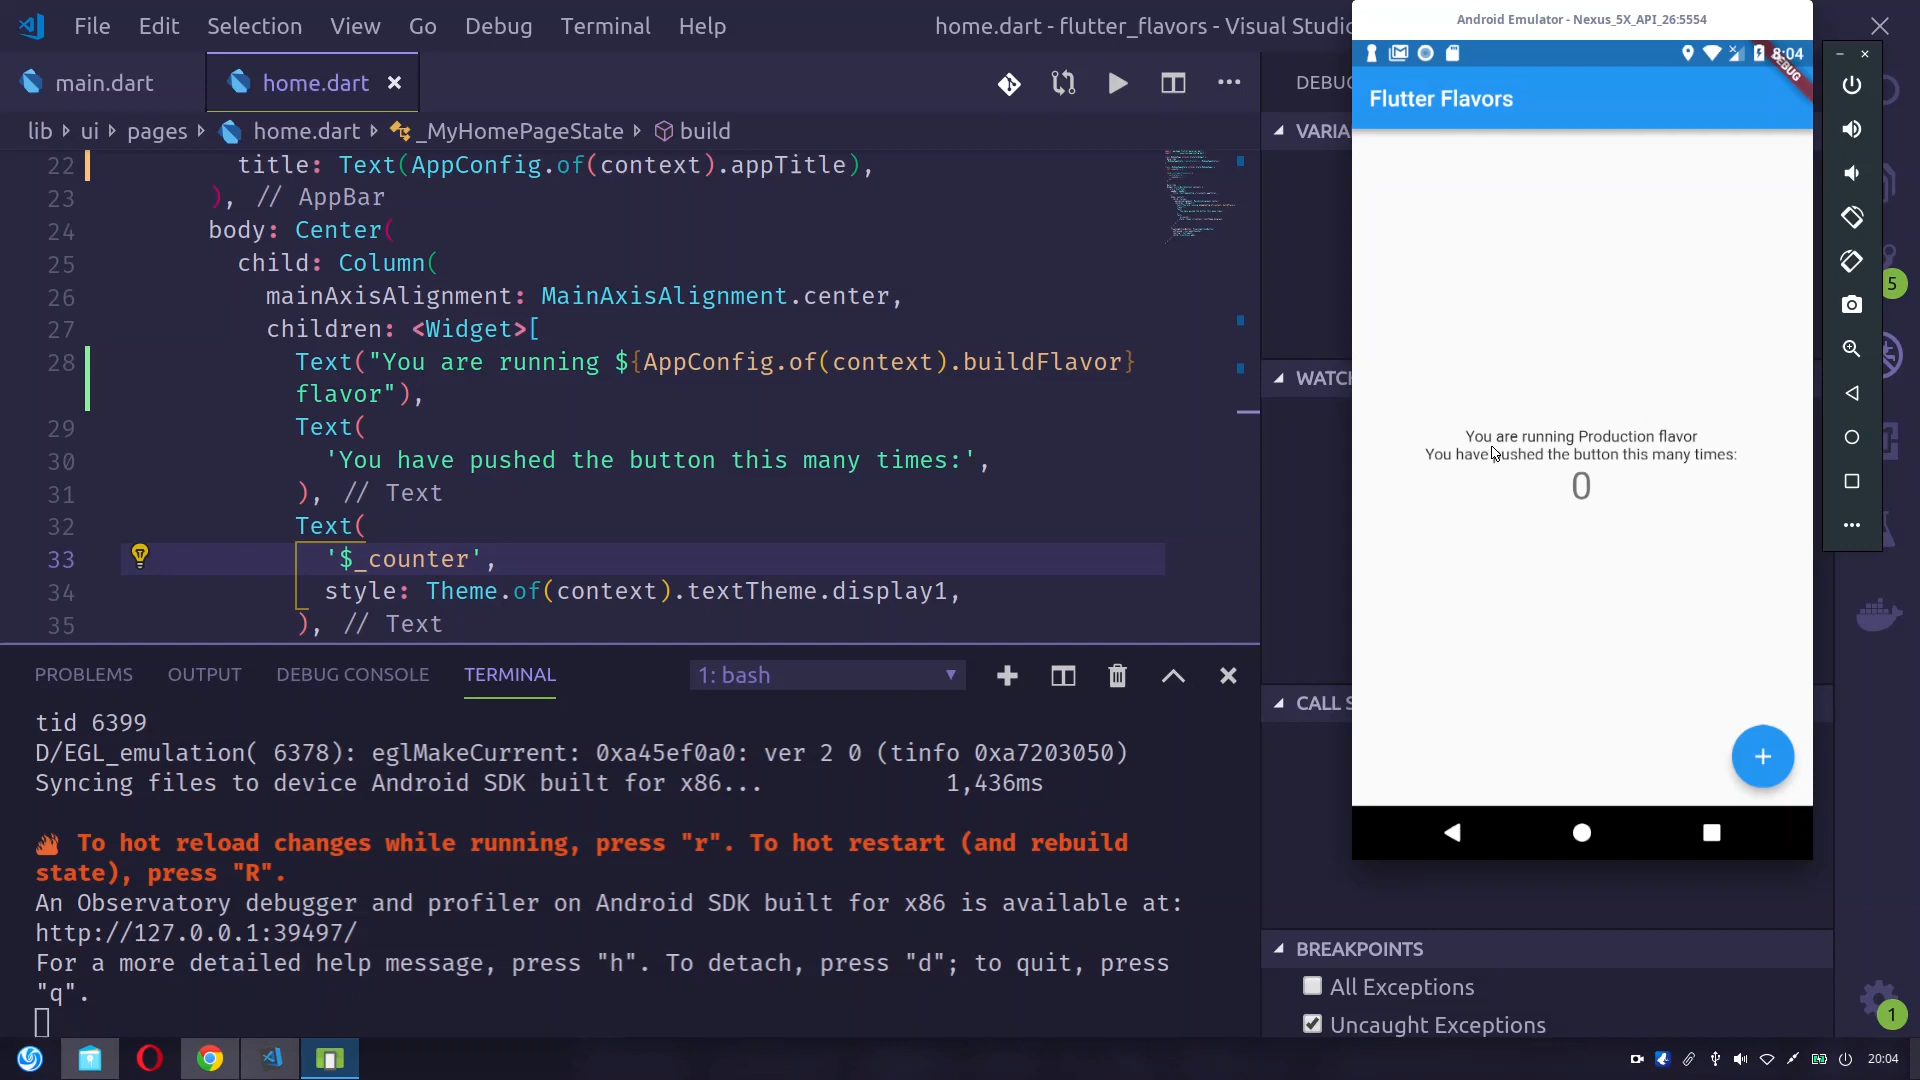 File Edit Selection View Go Debug Terminal Help
home.dart - flutter_flavors - Visual Studio
main.dart
home.dart
lib ui pages home.dart _MyHomePageState build
22 title: Text(AppConfig.of(context).appTitle),
23 ), // AppBar
24 body: Center(
25 child: Column(
26 mainAxisAlignment: MainAxisAlignment.center,
27 children: <Widget>[
28 Text("You are running ${AppConfig.of(context).buildFlavor}
flavor"),
29 Text(
30 'You have pushed the button this many times:',
31 ), // Text
32 Text(
33 '$_counter',
34 style: Theme.of(context).textTheme.display1,
35 ), // Text
PROBLEMS OUTPUT DEBUG CONSOLE TERMINAL
1: bash
tid 6399
D/EGL_emulation( 6378): eglMakeCurrent: 0xa45ef0a0: ver 2 0 (tinfo 0xa7203050)
Syncing files to device Android SDK built for x86... 1,436ms
To hot reload changes while running, press "r". To hot restart (and rebuild
state), press "R".
An Observatory debugger and profiler on Android SDK built for x86 is available at:
http://127.0.0.1:39497/
For a more detailed help message, press "h". To detach, press "d"; to quit, press
"q".
DEBUG
VARIA
WATCH
CALL S
BREAKPOINTS
All Exceptions
Uncaught Exceptions
Android Emulator - Nexus_5X_API_26:5554
8:04
DEBUG
Flutter Flavors
You are running Production flavor
You have pushed the button this many times:
0
+
5
1
20:04